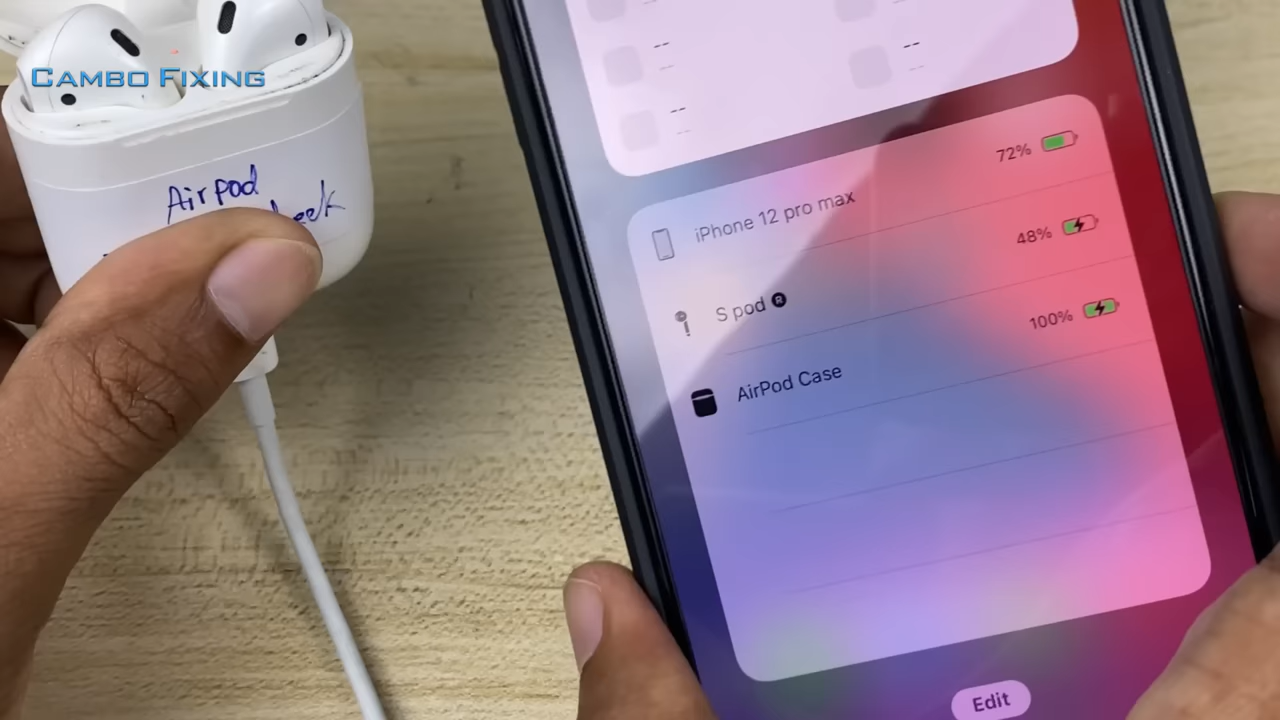 CAMBO FIXING
AirPod
--
--
--
--
--
--
--
--
72%
iPhone 12 pro max
48%
S pod R
100%
AirPod Case
Edit